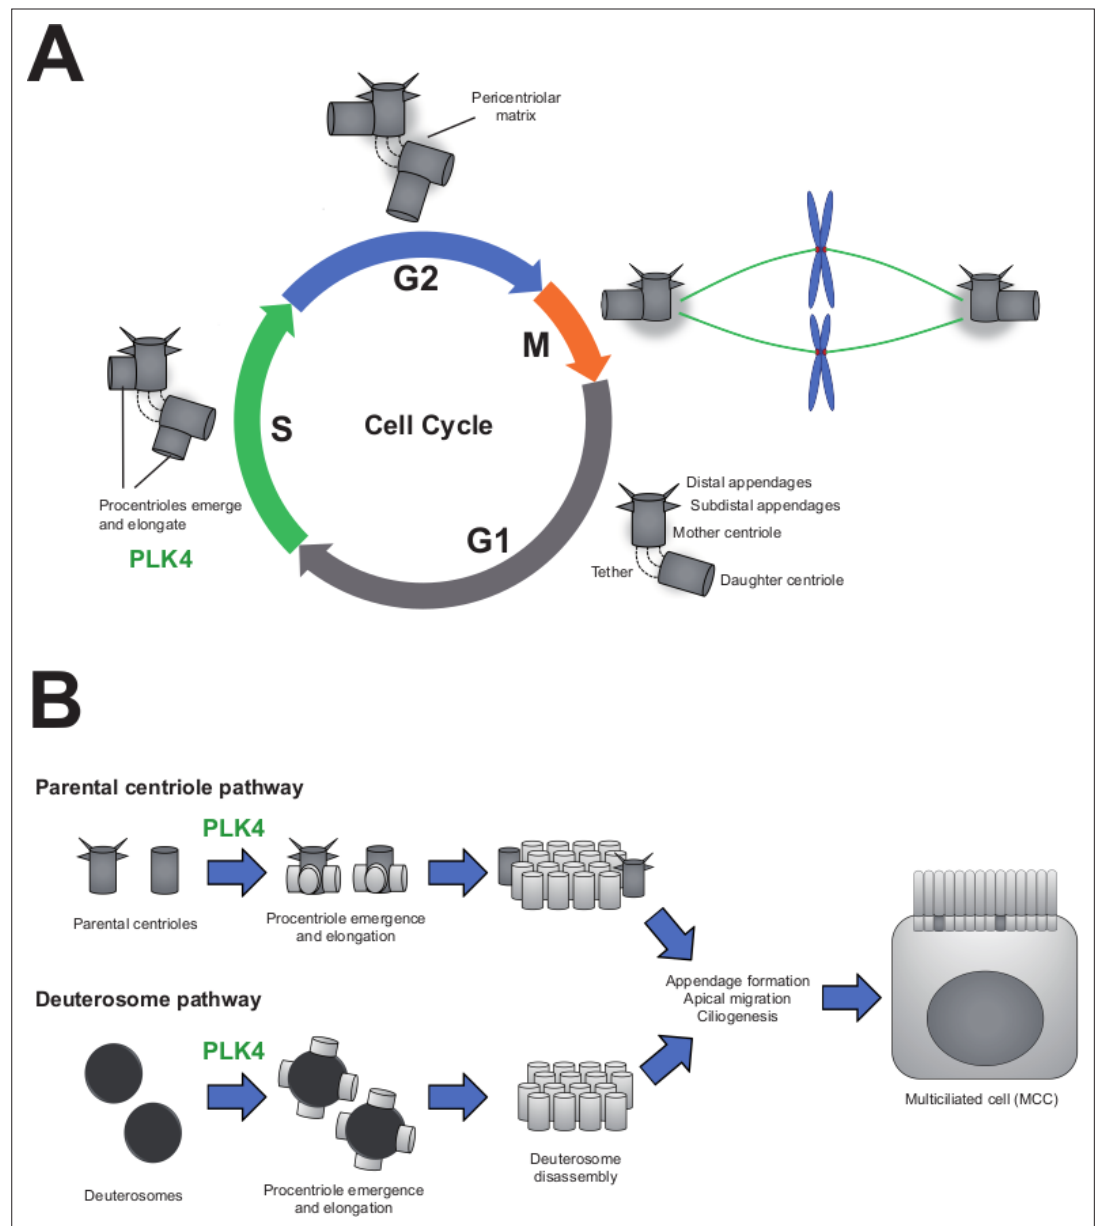 A
Pericentriolar
matrix
G2
M
S
Cell Cycle
G1
Procentrioles emerge
and elongate
PLK4
Distal appendages
Subdistal appendages
Mother centriole
Tether
Daughter centriole
B
Parental centriole pathway
PLK4
Parental centrioles
Procentriole emergence
and elongation
Deuterosome pathway
PLK4
Deuterosomes
Procentriole emergence
and elongation
Deuterosome
disassembly
Appendage formation
Apical migration
Ciliogenesis
Multiciliated cell (MCC)